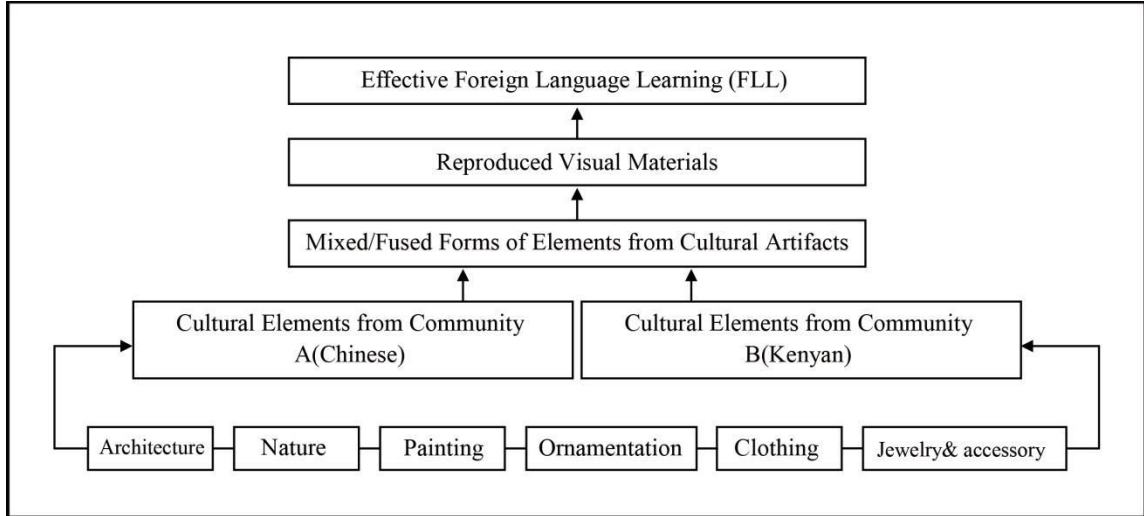 Effective Foreign Language Learning (FLL)
Reproduced Visual Materials
Mixed/Fused Forms of Elements from Cultural Artifacts
Cultural Elements from Community
A(Chinese)
Cultural Elements from Community
B(Kenyan)
Architecture
Nature
Painting
Ornamentation
Clothing
Jewelry& accessory